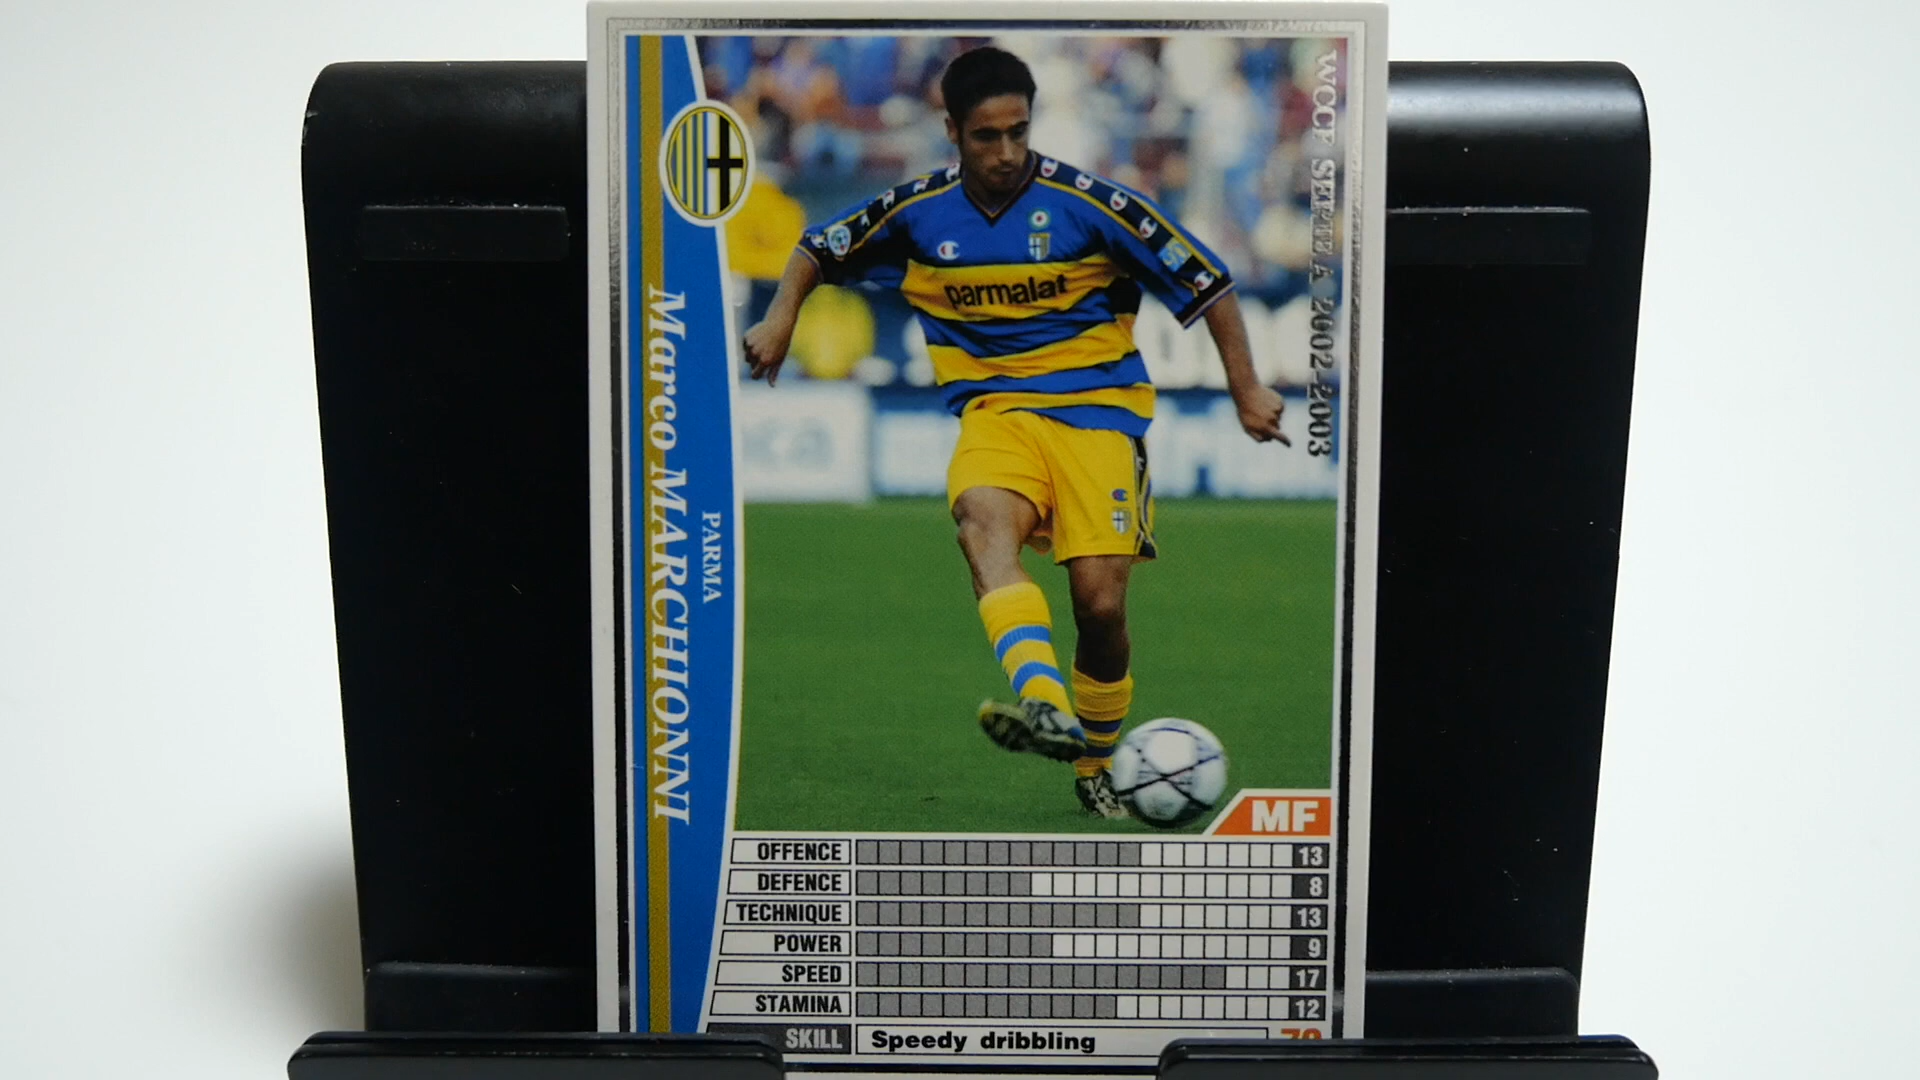 WCCF SERIE A 2002-2003
PARMA
Marco MARCHIONNI
parmalat
MF
OFFENCE 13
DEFENCE 8
TECHNIQUE 13
POWER 9
SPEED 17
STAMINA 12
SKILL Speedy dribbling